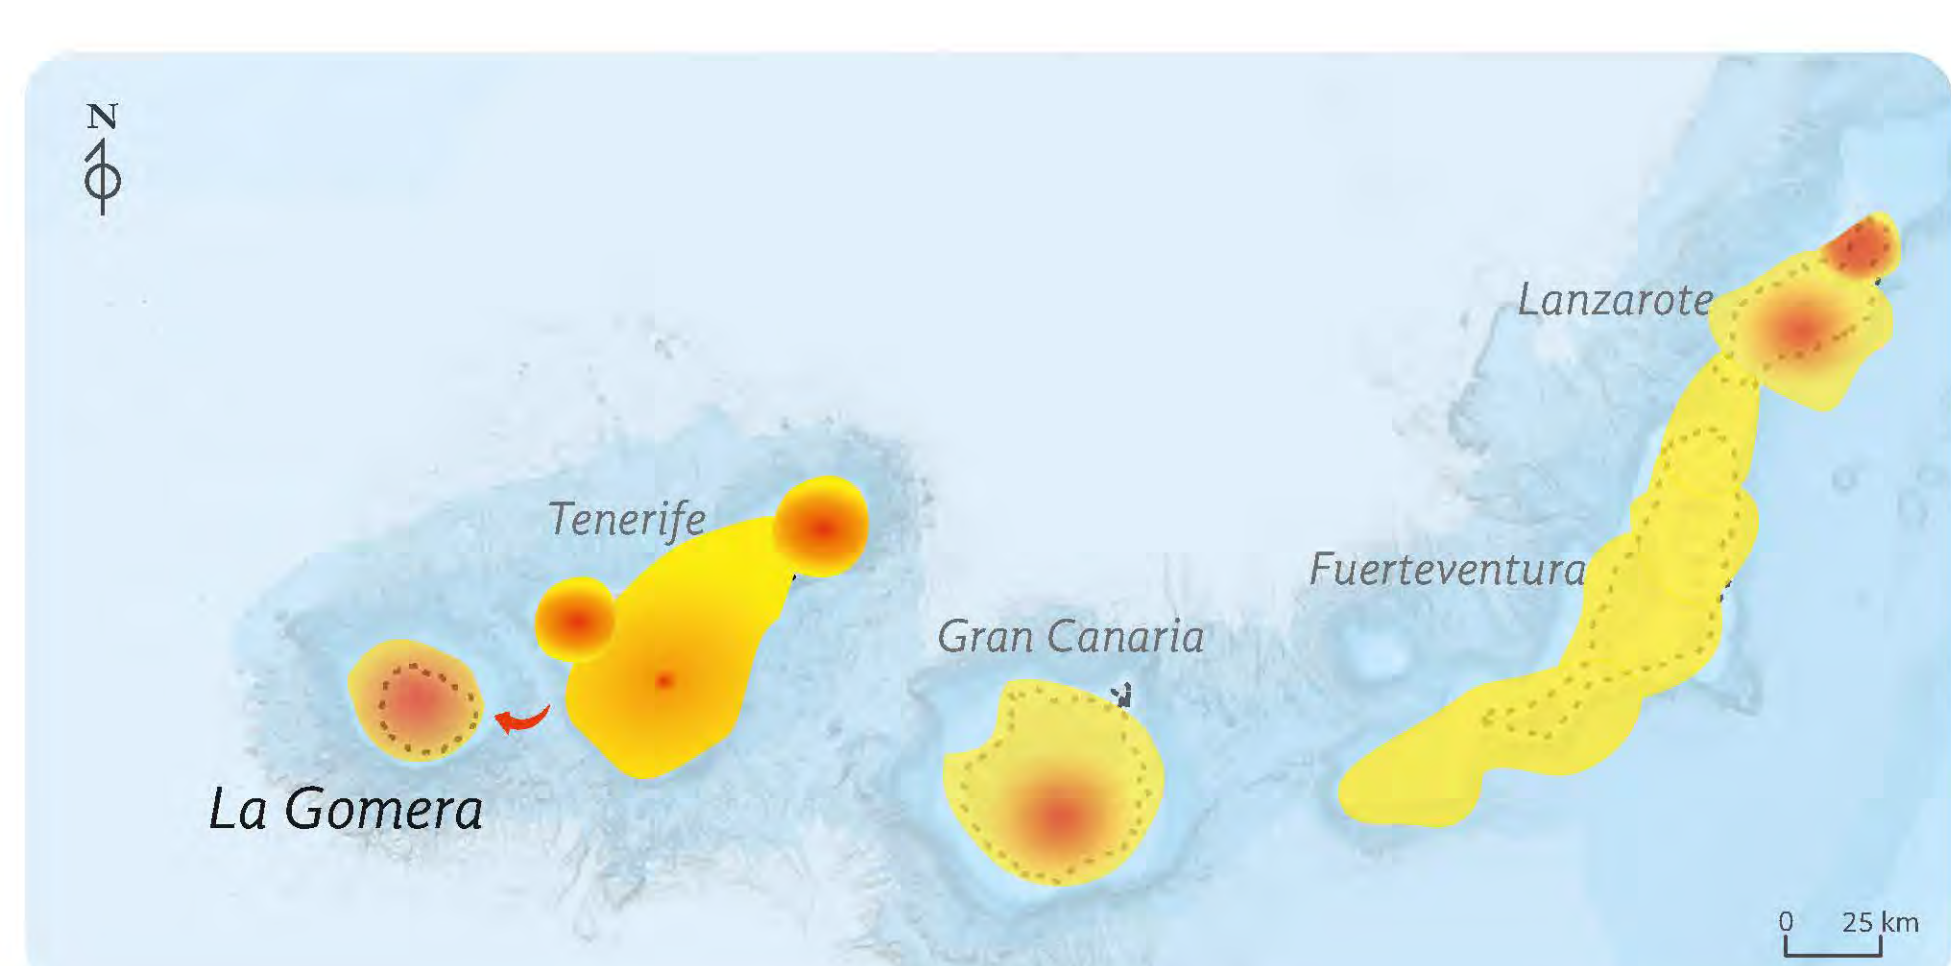 N
Lanzarote
Tenerife
Fuerteventura
Gran Canaria
La Gomera
0 25 km